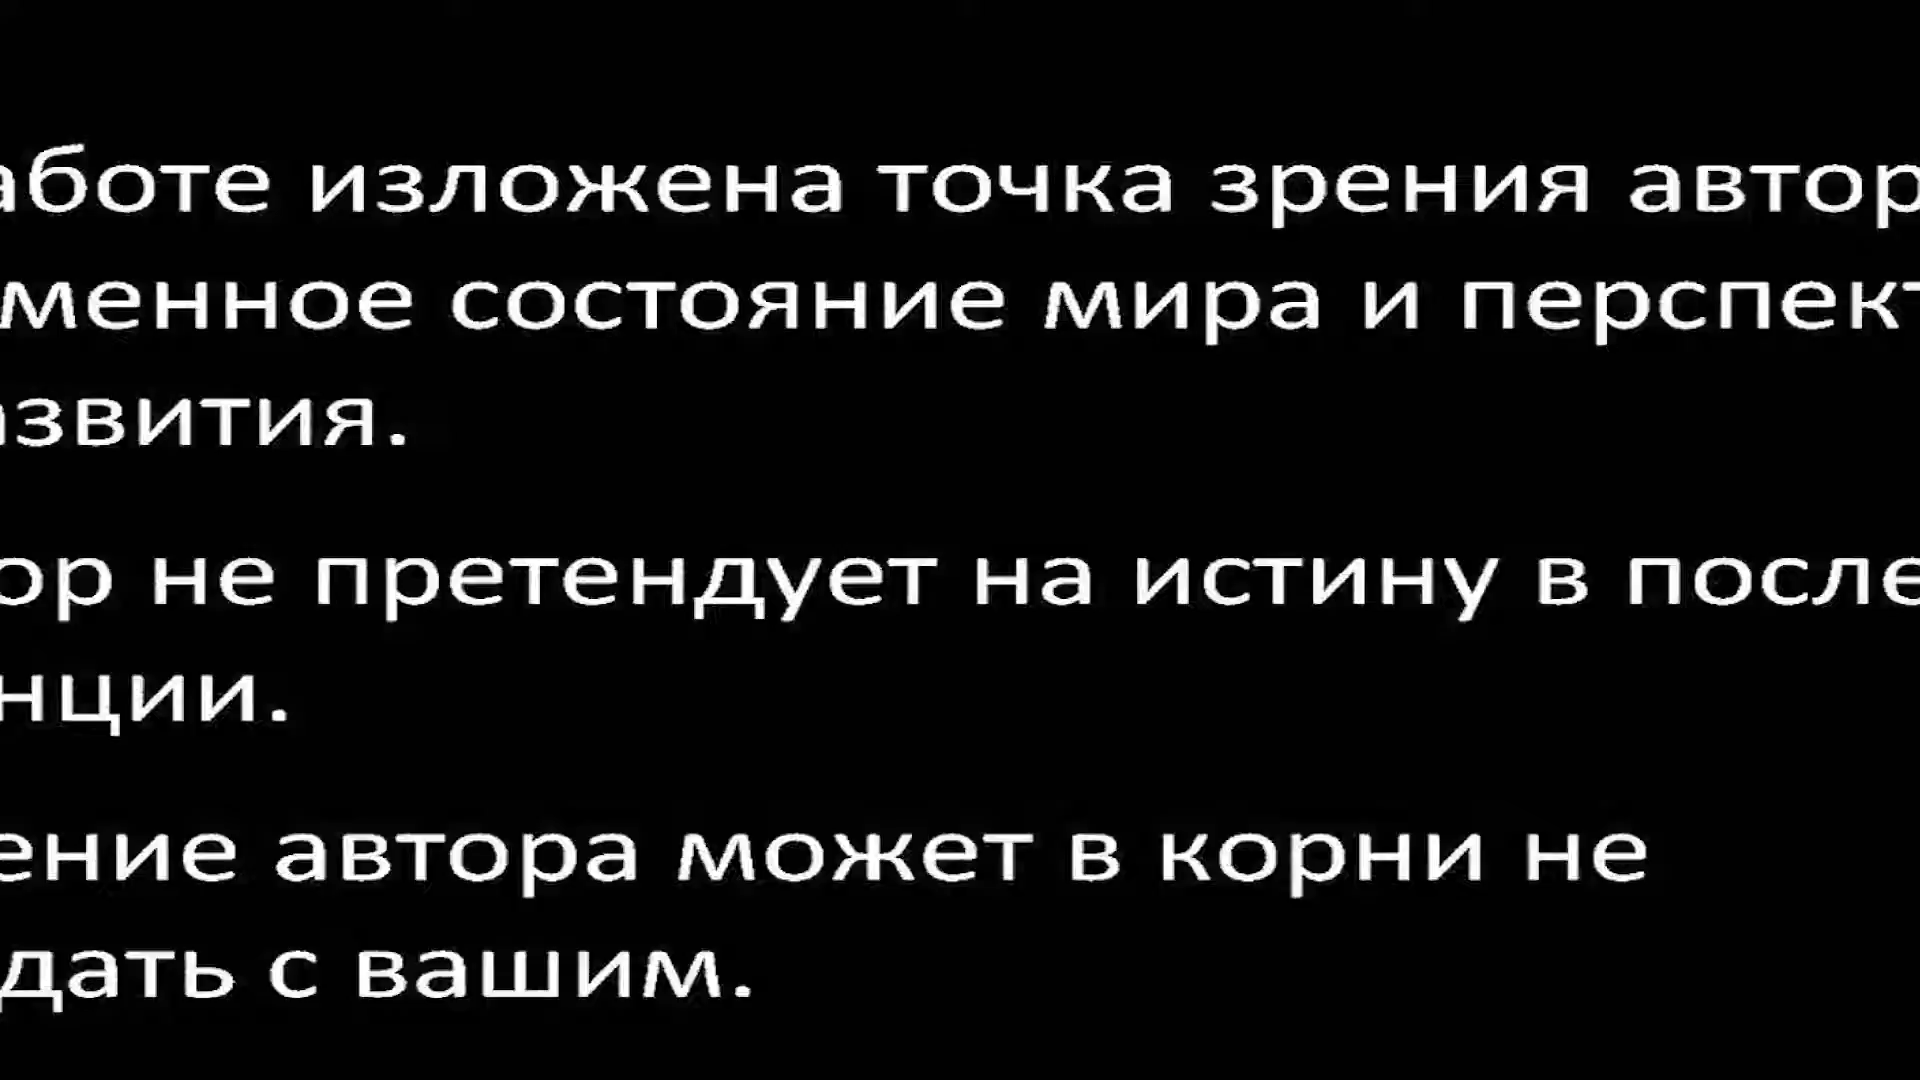 аботе изложена точка зрения автор
менное состояние мира и перспект
азвития.
ор не претендует на истину в после
нции.
ение автора может в корни не
дать с вашим.